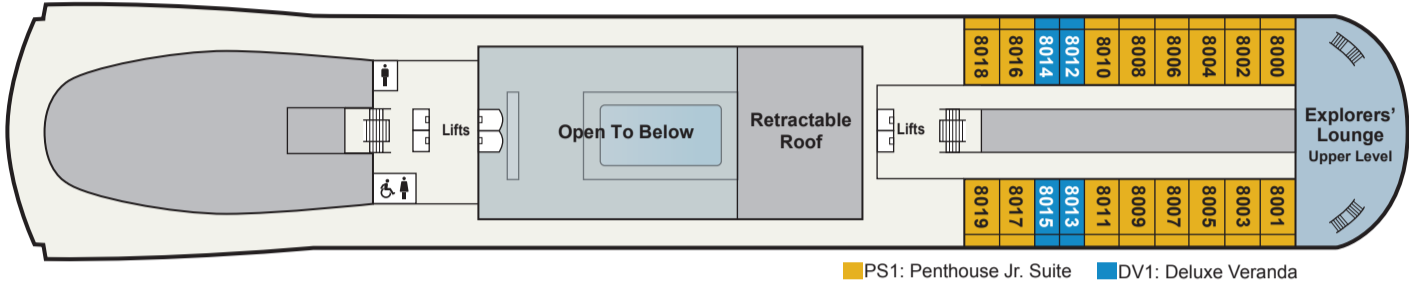 8018
8016
8014
8012
8010
8008
8006
8004
8002
8000
Lifts
Open To Below
Retractable
Roof
Lifts
Explorers'
Lounge
Upper Level
8019
8017
8015
8013
8011
8009
8007
8005
8003
8001
PS1: Penthouse Jr. Suite
DV1: Deluxe Veranda